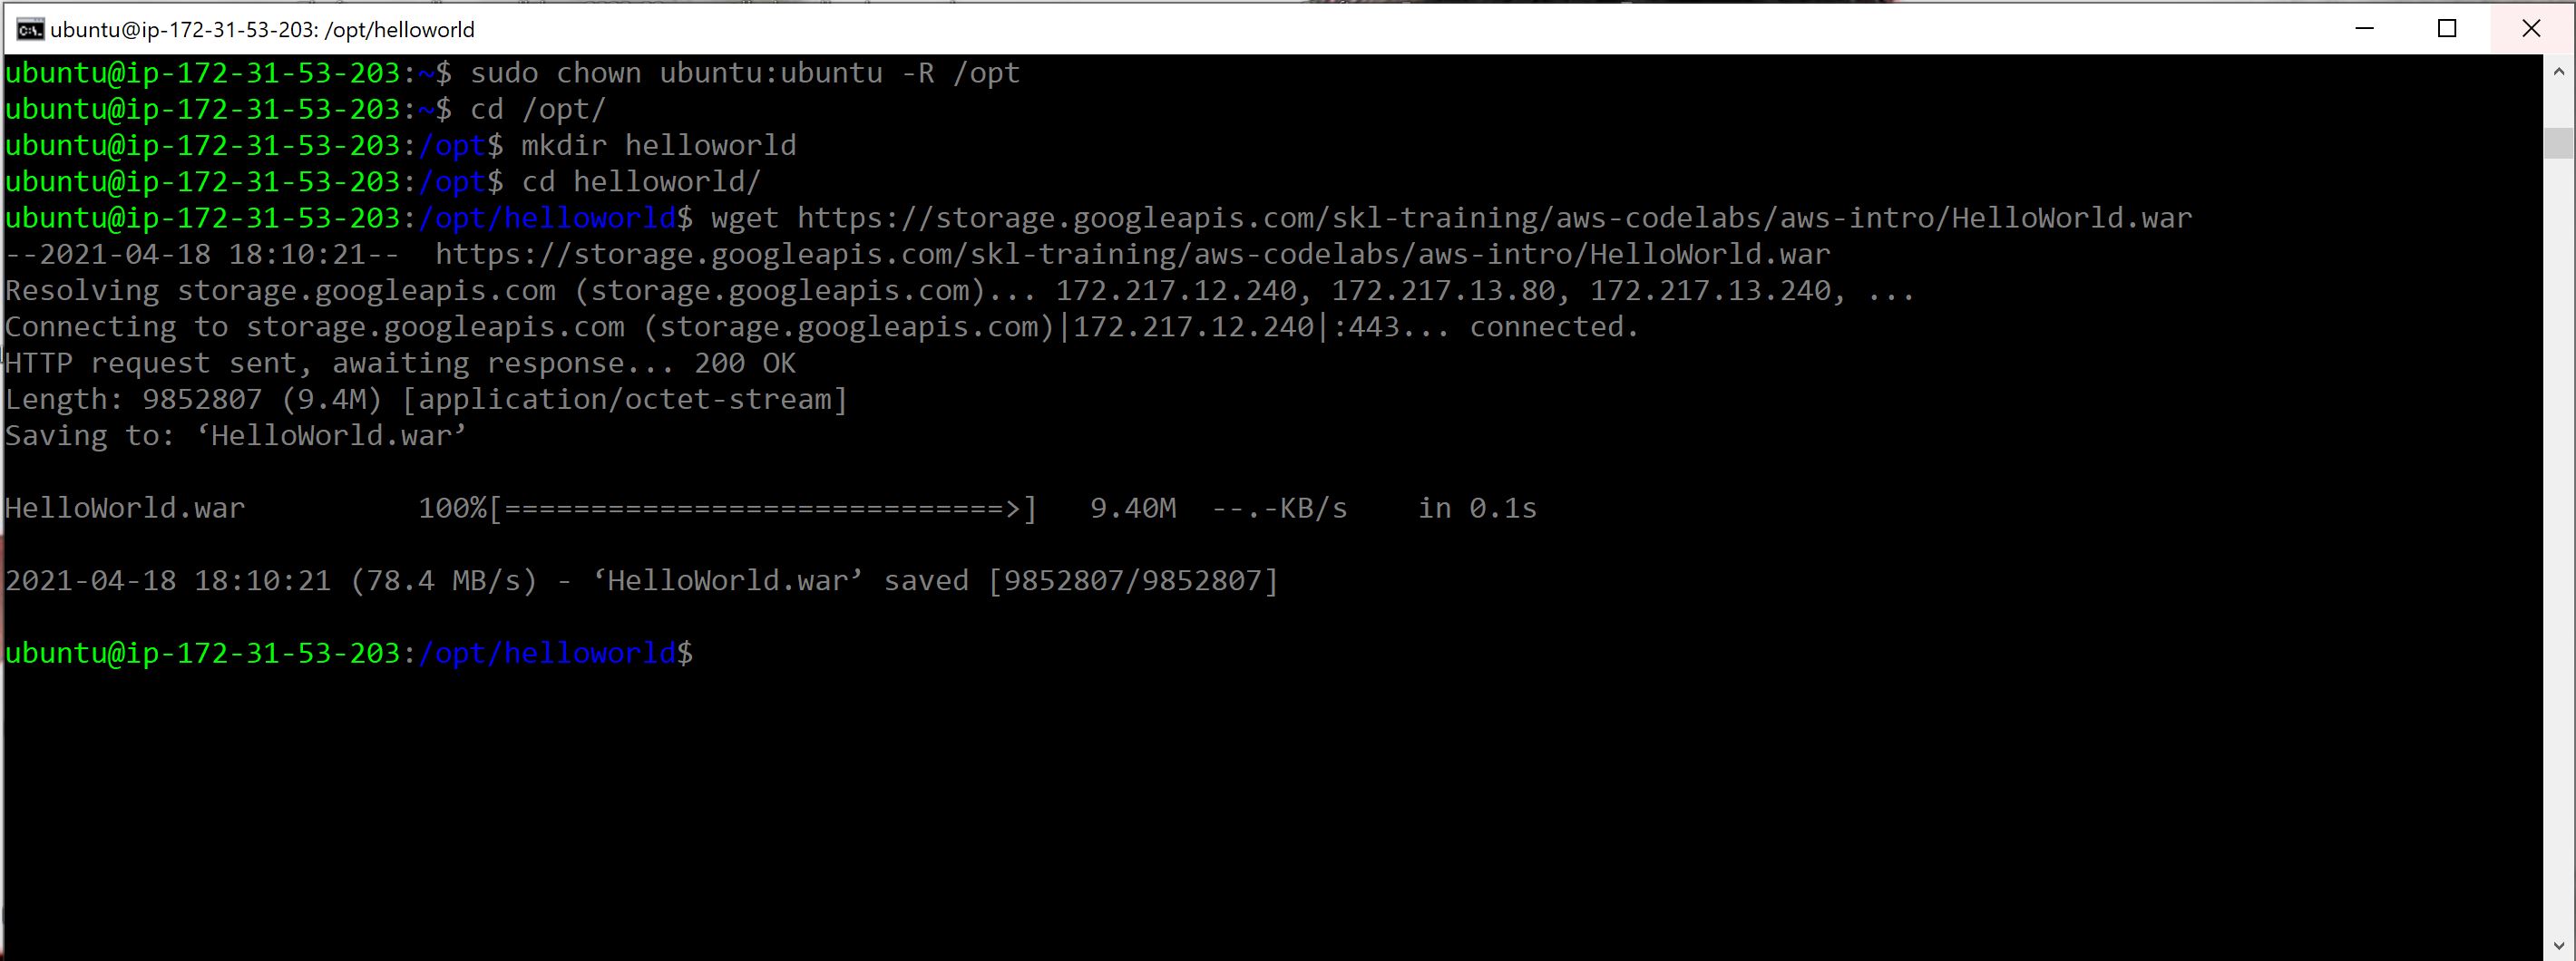 ubuntu@ip-172-31-53-203: /opt/helloworld
ubuntu@ip-172-31-53-203:~$ sudo chown ubuntu:ubuntu -R /opt
ubuntu@ip-172-31-53-203:~$ cd /opt/
ubuntu@ip-172-31-53-203:/opt$ mkdir helloworld
ubuntu@ip-172-31-53-203:/opt$ cd helloworld/
ubuntu@ip-172-31-53-203:/opt/helloworld$ wget https://storage.googleapis.com/skl-training/aws-codelabs/aws-intro/HelloWorld.war
--2021-04-18 18:10:21--  https://storage.googleapis.com/skl-training/aws-codelabs/aws-intro/HelloWorld.war
Resolving storage.googleapis.com (storage.googleapis.com)... 172.217.12.240, 172.217.13.80, 172.217.13.240, ...
Connecting to storage.googleapis.com (storage.googleapis.com)|172.217.12.240|:443... connected.
HTTP request sent, awaiting response... 200 OK
Length: 9852807 (9.4M) [application/octet-stream]
Saving to: ‘HelloWorld.war’
HelloWorld.war          100%[=============================>]   9.40M  --.-KB/s    in 0.1s
2021-04-18 18:10:21 (78.4 MB/s) - ‘HelloWorld.war’ saved [9852807/9852807]
ubuntu@ip-172-31-53-203:/opt/helloworld$